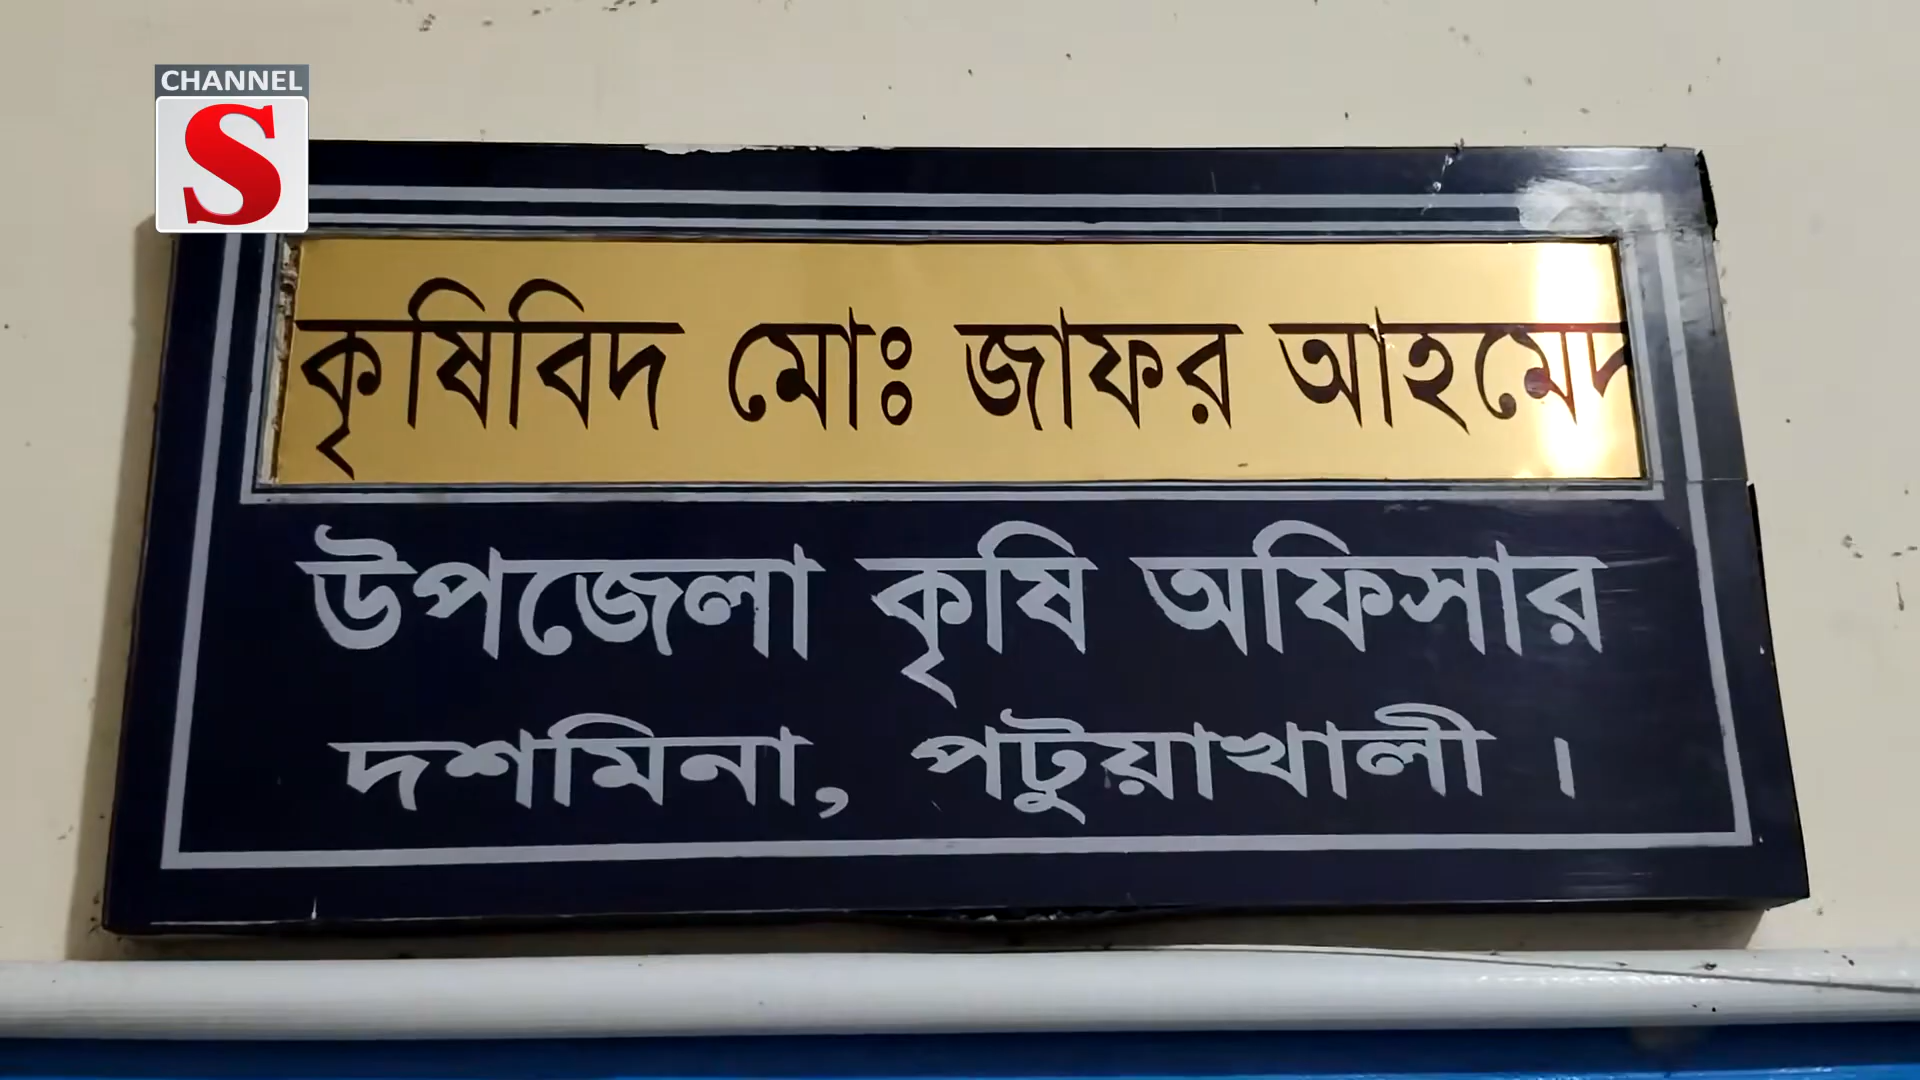 CHANNEL
S
কৃষিবিদ মোঃ জাফর আহমেদ
উপজেলা কৃষি অফিসার
দশমিনা, পটুয়াখালী ।